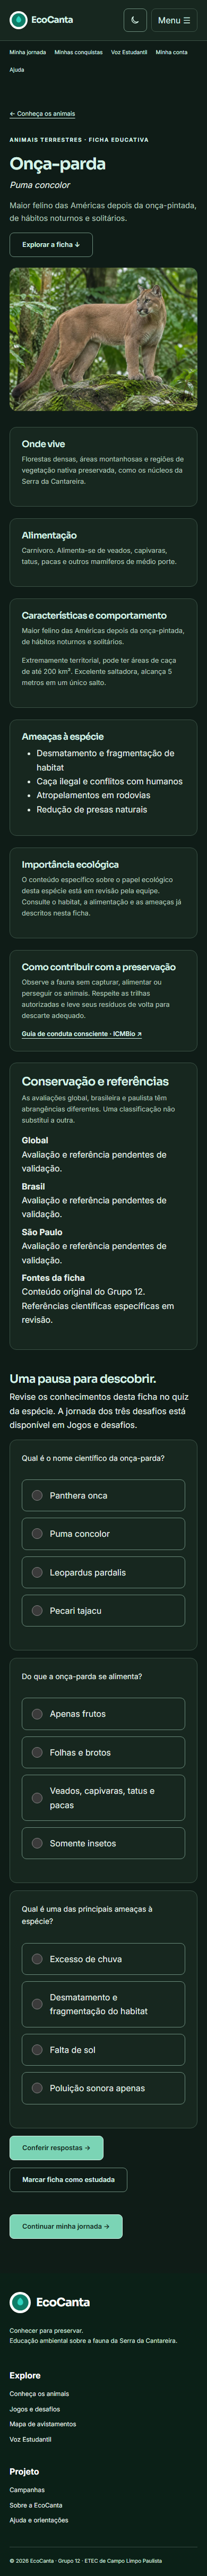 EcoCanta
Menu ☰
Minha jornada Minhas conquistas Voz Estudantil Minha conta
Ajuda
← Conheça os animais
ANIMAIS TERRESTRES · FICHA EDUCATIVA
Onça-parda
Puma concolor
Maior felino das Américas depois da onça-pintada,
de hábitos noturnos e solitários.
Explorar a ficha ↓
Onde vive
Florestas densas, áreas montanhosas e regiões de
vegetação nativa preservada, como os núcleos da
Serra da Cantareira.
Alimentação
Carnívoro. Alimenta-se de veados, capivaras,
tatus, pacas e outros mamíferos de médio porte.
Características e comportamento
Maior felino das Américas depois da onça-pintada,
de hábitos noturnos e solitários.
Extremamente territorial, pode ter áreas de caça
de até 200 km². Excelente saltadora, alcança 5
metros em um único salto.
Ameaças à espécie
• Desmatamento e fragmentação de
habitat
• Caça ilegal e conflitos com humanos
• Atropelamentos em rodovias
• Redução de presas naturais
Importância ecológica
O conteúdo específico sobre o papel ecológico
desta espécie está em revisão pela equipe.
Consulte o habitat, a alimentação e as ameaças já
descritos nesta ficha.
Como contribuir com a preservação
Observe a fauna sem capturar, alimentar ou
perseguir os animais. Respeite as trilhas
autorizadas e leve seus resíduos de volta para
descarte adequado.
Guia de conduta consciente · ICMBio ↗
Conservação e referências
As avaliações global, brasileira e paulista têm
abrangências diferentes. Uma classificação não
substitui a outra.
Global
Avaliação e referência pendentes de
validação.
Brasil
Avaliação e referência pendentes de
validação.
São Paulo
Avaliação e referência pendentes de
validação.
Fontes da ficha
Conteúdo original do Grupo 12.
Referências científicas específicas em
revisão.
Uma pausa para descobrir.
Revise os conhecimentos desta ficha no quiz
da espécie. A jornada dos três desafios está
disponível em Jogos e desafios.
Qual é o nome científico da onça-parda?
Panthera onca
Puma concolor
Leopardus pardalis
Pecari tajacu
Do que a onça-parda se alimenta?
Apenas frutos
Folhas e brotos
Veados, capivaras, tatus e
pacas
Somente insetos
Qual é uma das principais ameaças à
espécie?
Excesso de chuva
Desmatamento e
fragmentação do habitat
Falta de sol
Poluição sonora apenas
Conferir respostas →
Marcar ficha como estudada
Continuar minha jornada →
EcoCanta
Conhecer para preservar.
Educação ambiental sobre a fauna da Serra da Cantareira.
Explore
Conheça os animais
Jogos e desafios
Mapa de avistamentos
Voz Estudantil
Projeto
Campanhas
Sobre a EcoCanta
Ajuda e orientações
© 2026 EcoCanta · Grupo 12 · ETEC de Campo Limpo Paulista